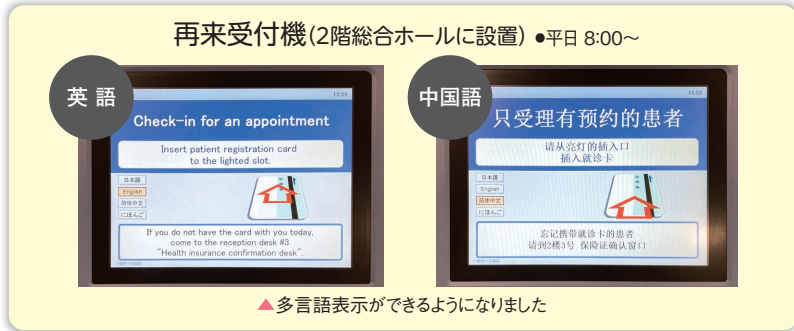 再来受付機(2階総合ホールに設置) ●平日 8:00～
英 語
15:59
Check-in for an appointment
Insert patient registration card
to the lighted slot.
日本語
English
简体中文
にほんご
If you do not have the card with you today,
come to the reception desk #3
"Health insurance confirmation desk".
中国語
15:59
只受理有预约的患者
请从亮灯的插入口
插入就诊卡
日本語
English
简体中文
にほんご
忘记携带就诊卡的患者
请到2楼3号 保险证确认窗口
▲多言語表示ができるようになりました